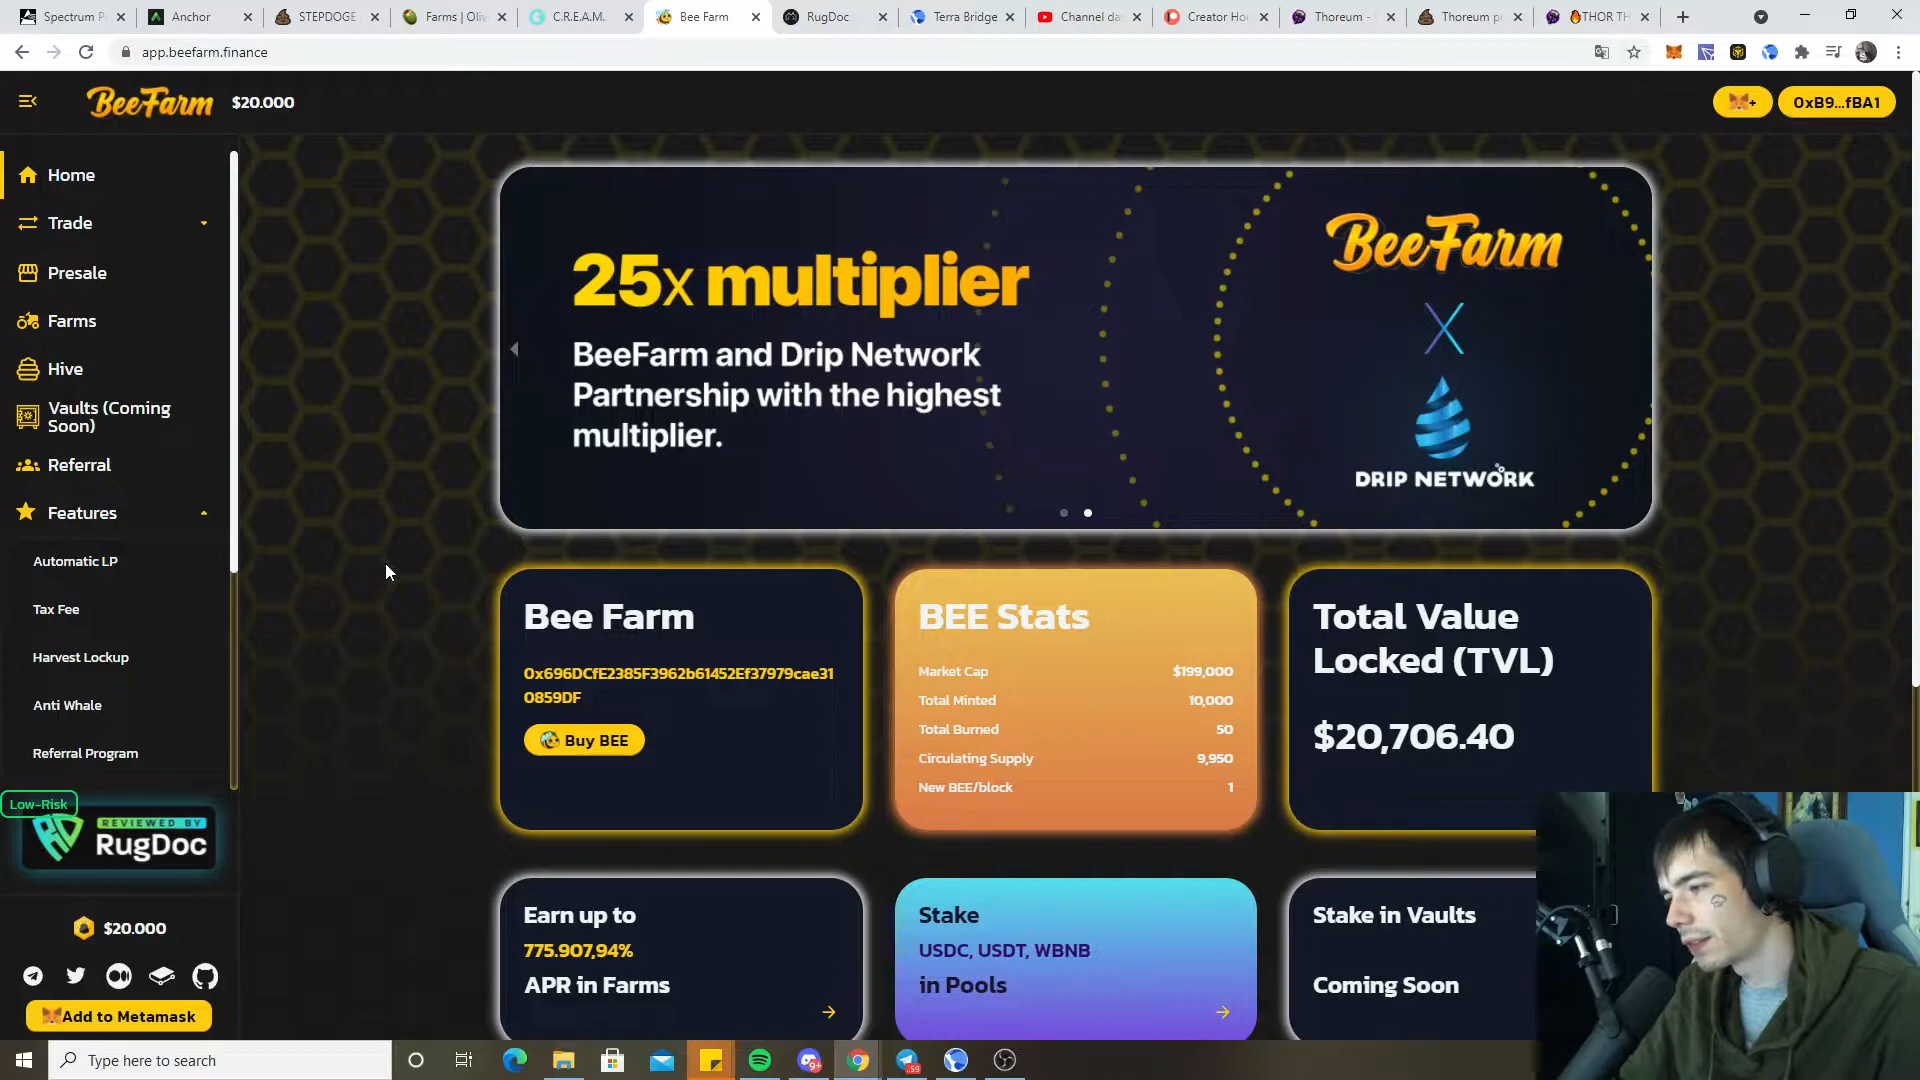 Spectrum P
Anchor
STEPDOGE
Farms | Oliv
C.R.E.A.M.
Bee Farm
RugDoc
Terra Bridge
Channel da
Creator Ho
Thoreum -
Thoreum p
THOR TH
app.beefarm.finance
BeeFarm
$20.000
+
0xB9...fBA1
Home
Trade
Presale
Farms
Hive
Vaults (Coming
Soon)
Referral
Features
Automatic LP
Tax Fee
Harvest Lockup
Anti Whale
Referral Program
Low-Risk
REVIEWED BY
RugDoc
$20.000
Add to Metamask
25x multiplier
BeeFarm and Drip Network
Partnership with the highest
multiplier.
BeeFarm
X
DRIP NETWORK
Bee Farm
0x696DCfE2385F3962b61452Ef37979cae31
0859DF
Buy BEE
BEE Stats
Market Cap $199,000
Total Minted 10,000
Total Burned 50
Circulating Supply 9,950
New BEE/block 1
Total Value
Locked (TVL)
$20,706.40
Earn up to
775.907,94%
APR in Farms
Stake
USDC, USDT, WBNB
in Pools
Stake in Vaults
Coming Soon
Type here to search
9+
59